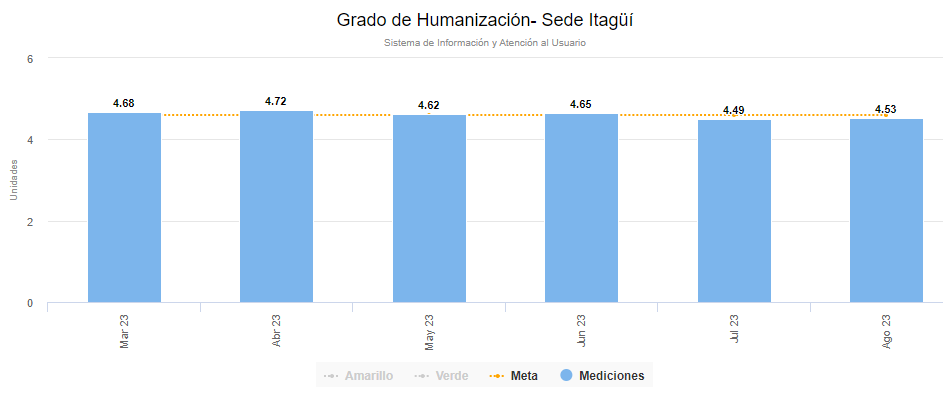 Grado de Humanización- Sede Itagüí
Sistema de Información y Atención al Usuario
Unidades
6
4
2
0
4.68
4.72
4.62
4.65
4.49
4.53
Mar 23
Abr 23
May 23
Jun 23
Jul 23
Ago 23
Amarillo Verde Meta Mediciones